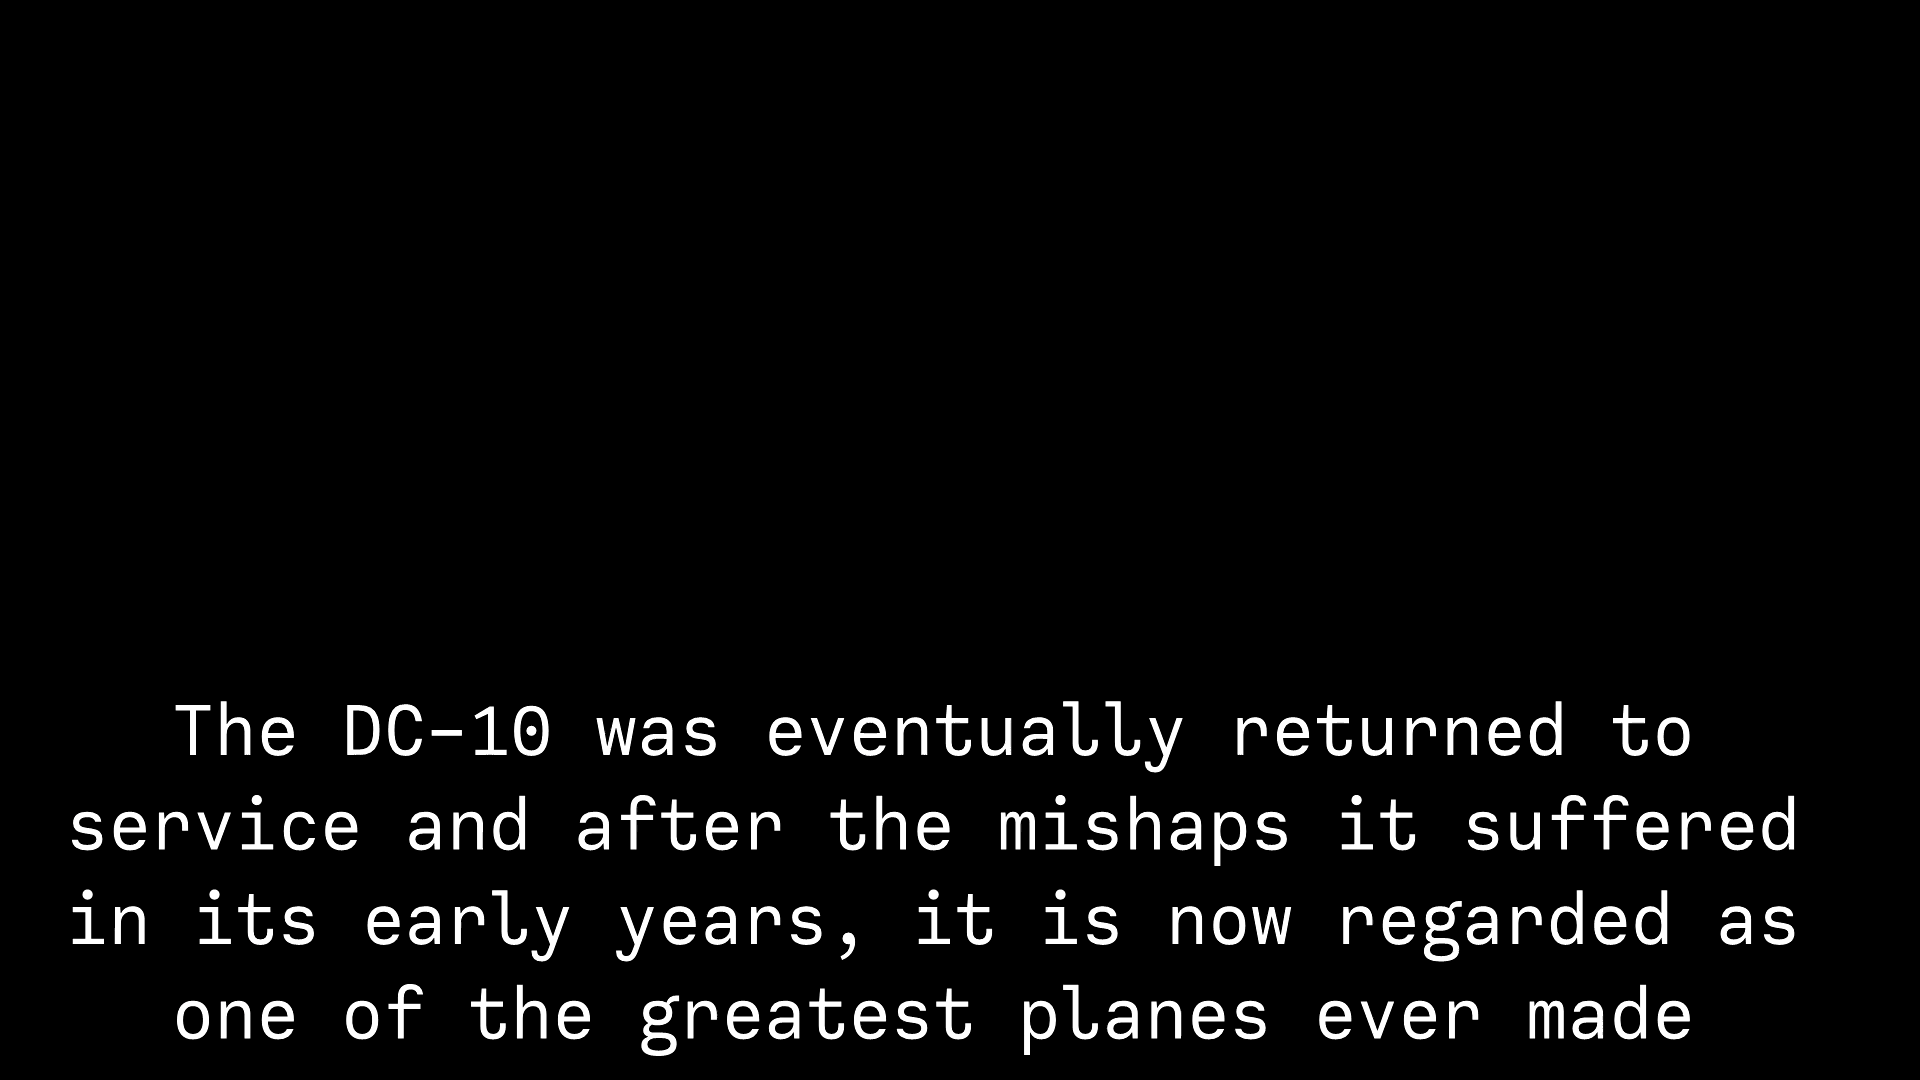 The DC-10 was eventually returned to
service and after the mishaps it suffered
in its early years, it is now regarded as
one of the greatest planes ever made